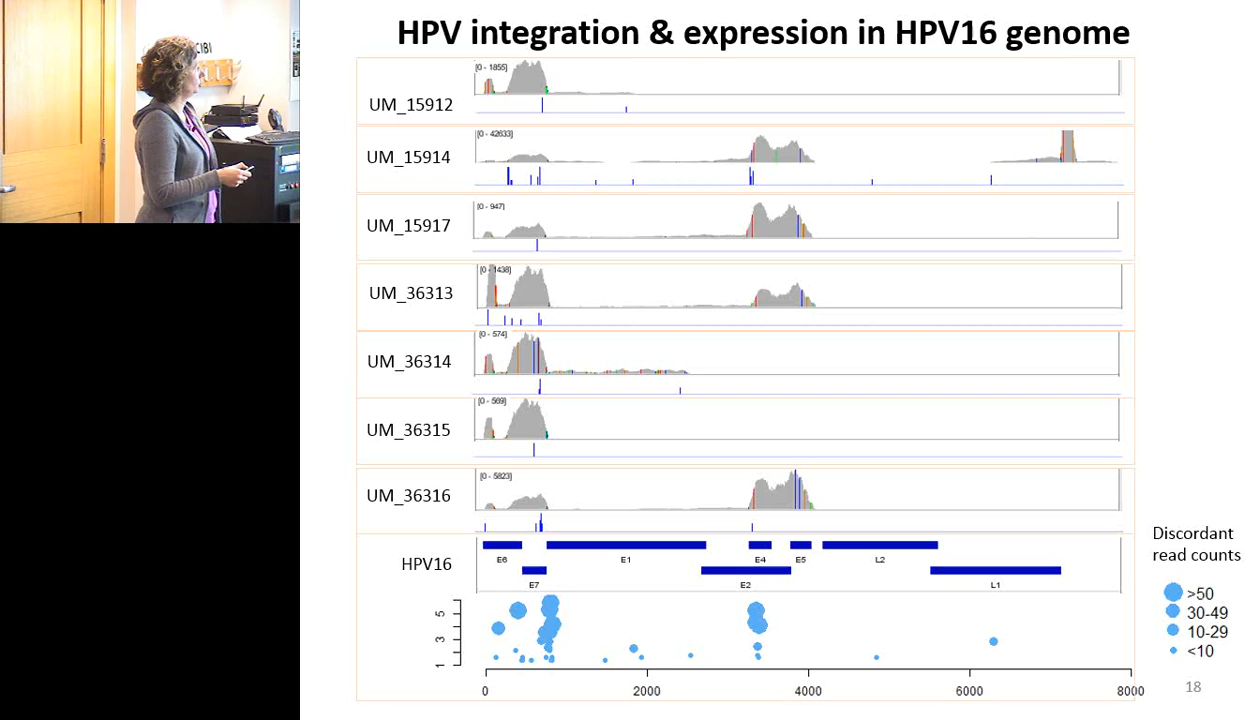 HPV integration & expression in HPV16 genome
CIBI
UM_15912
[0 - 1855]
UM_15914
[0 - 42633]
UM_15917
[0 - 947]
UM_36313
[0 - 1438]
UM_36314
[0 - 574]
UM_36315
[0 - 569]
UM_36316
[0 - 5823]
HPV16
E6 E1 E4 E5 L2
E7 E2 L1
Discordant
read counts
>50
30-49
10-29
<10
5
3
1
0 2000 4000 6000 8000
18